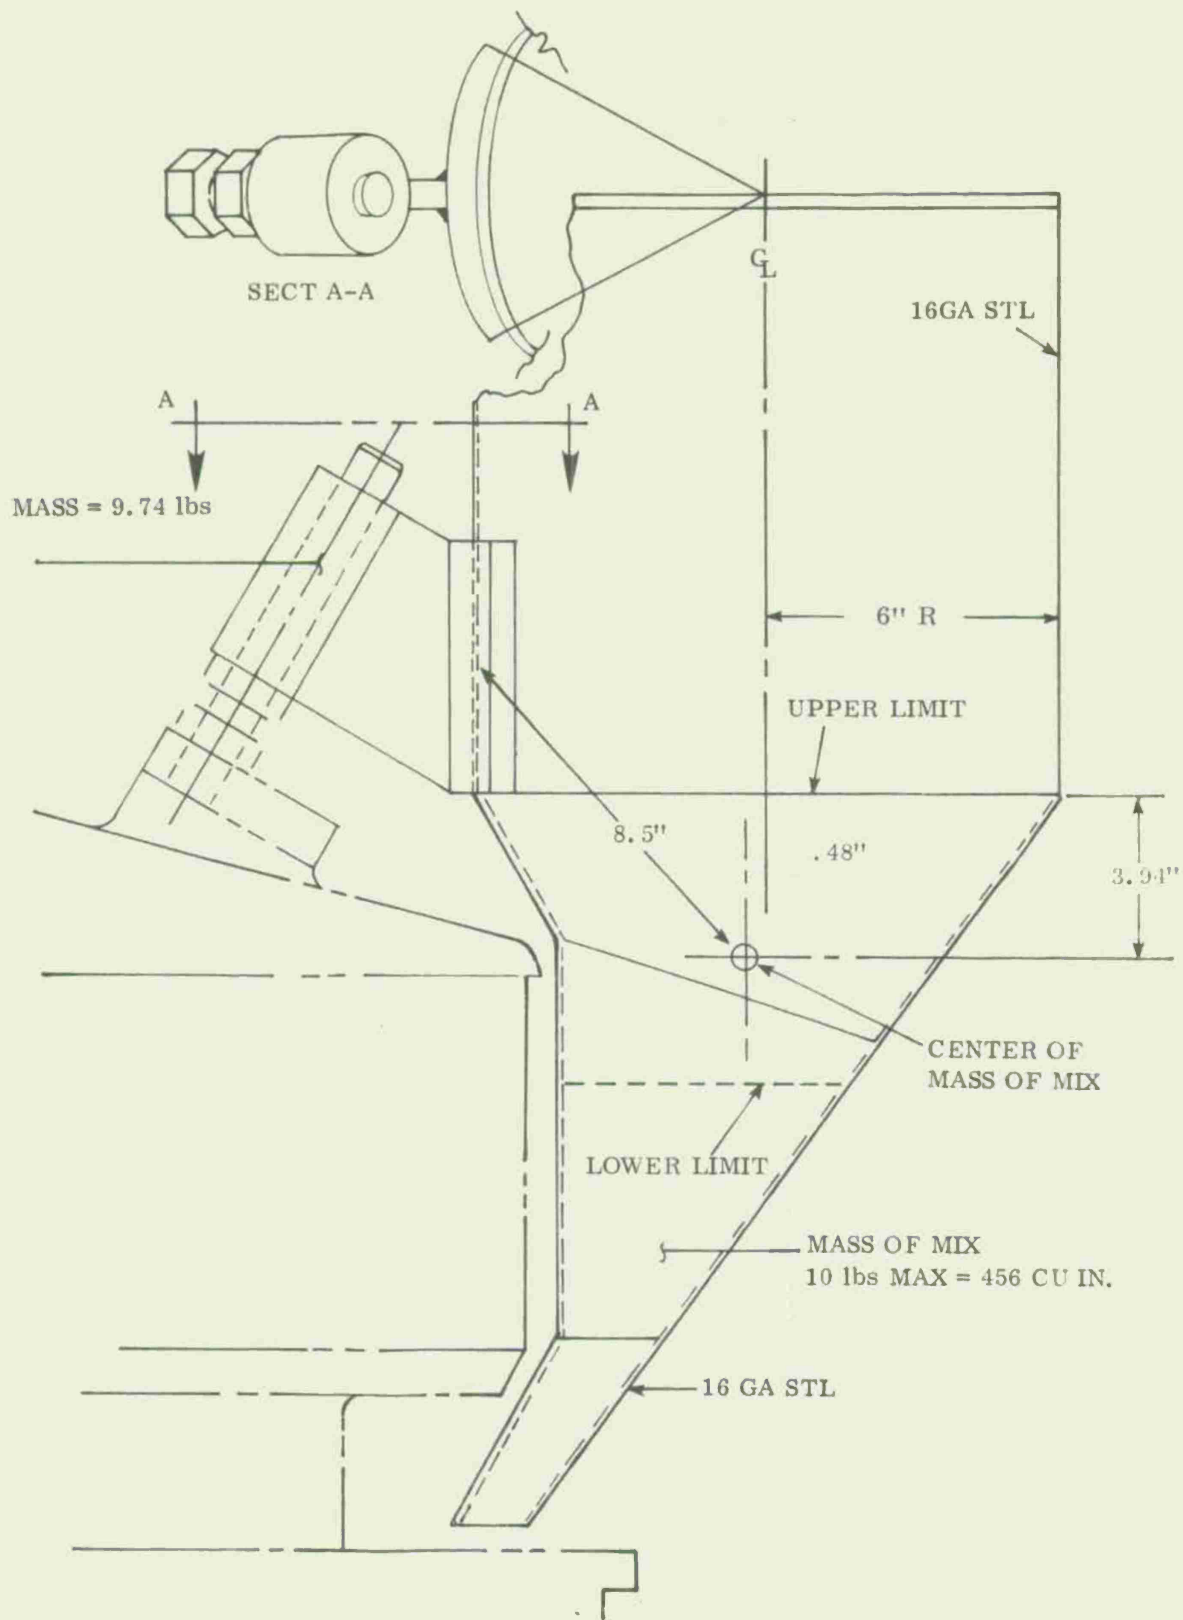 SECT A-A
C̲L
16GA STL
A
A
MASS = 9.74 lbs
6" R
UPPER LIMIT
8.5"
.48"
3.94"
CENTER OF
MASS OF MIX
LOWER LIMIT
MASS OF MIX
10 lbs MAX = 456 CU IN.
16 GA STL